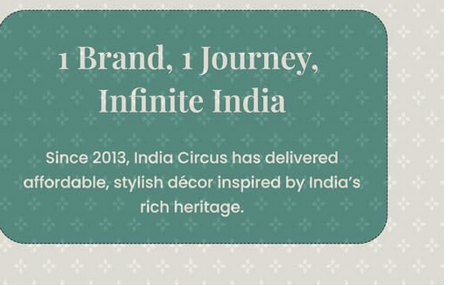 1 Brand, 1 Journey,
Infinite India
Since 2013, India Circus has delivered
affordable, stylish décor inspired by India’s
rich heritage.